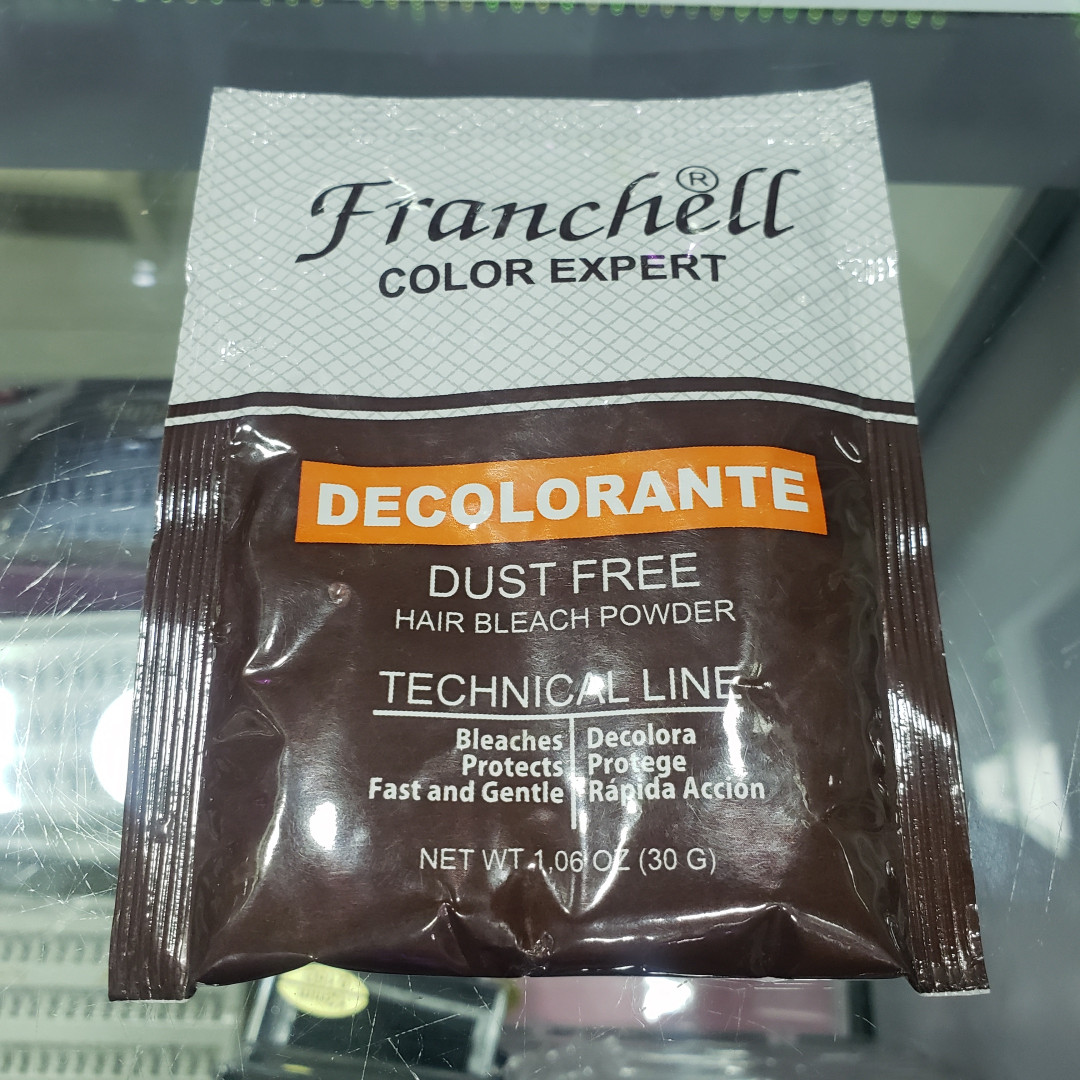 Franchell®
COLOR EXPERT
DECOLORANTE
DUST FREE
HAIR BLEACH POWDER
TECHNICAL LINE
Bleaches
Protects
Fast and Gentle
Decolora
Protege
Rápida Acción
NET WT 1,06 OZ (30 G)